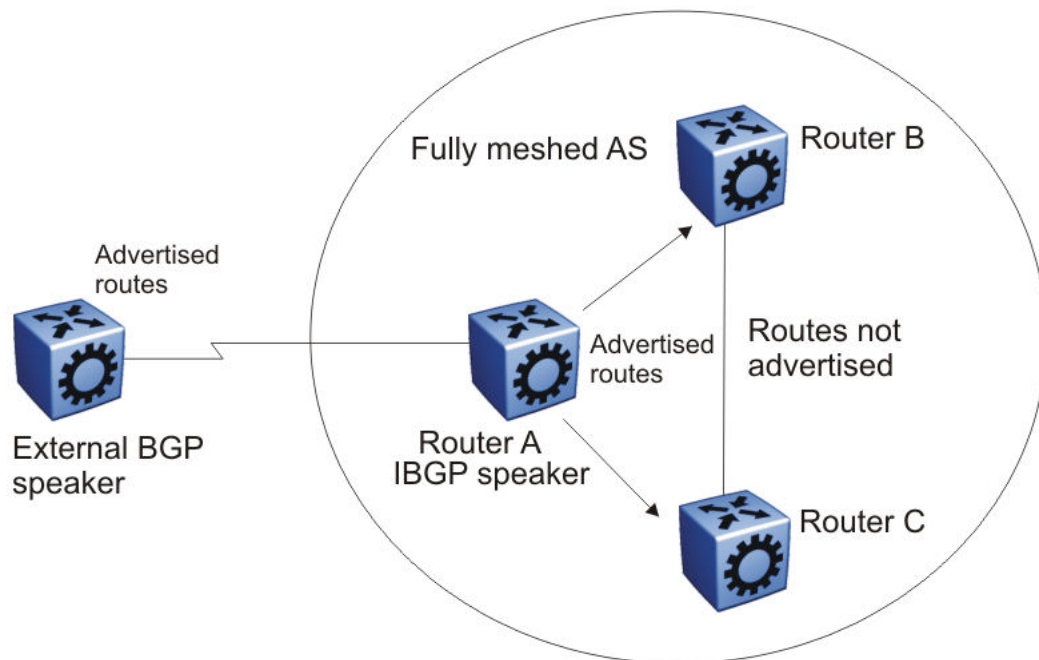 Fully meshed AS
Router B
Advertised
routes
Advertised
routes
Routes not
advertised
External BGP
speaker
Router A
IBGP speaker
Router C